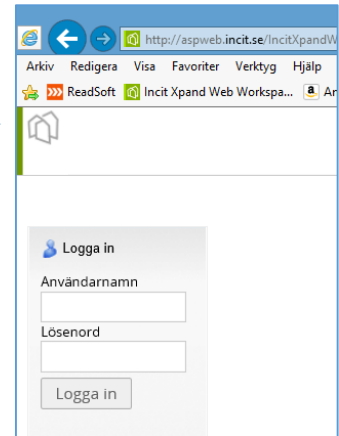 http://aspweb.incit.se/IncitXpandW
Arkiv Redigera Visa Favoriter Verktyg Hjälp
ReadSoft Incit Xpand Web Workspa... Ar
Logga in
Användarnamn
Lösenord
Logga in